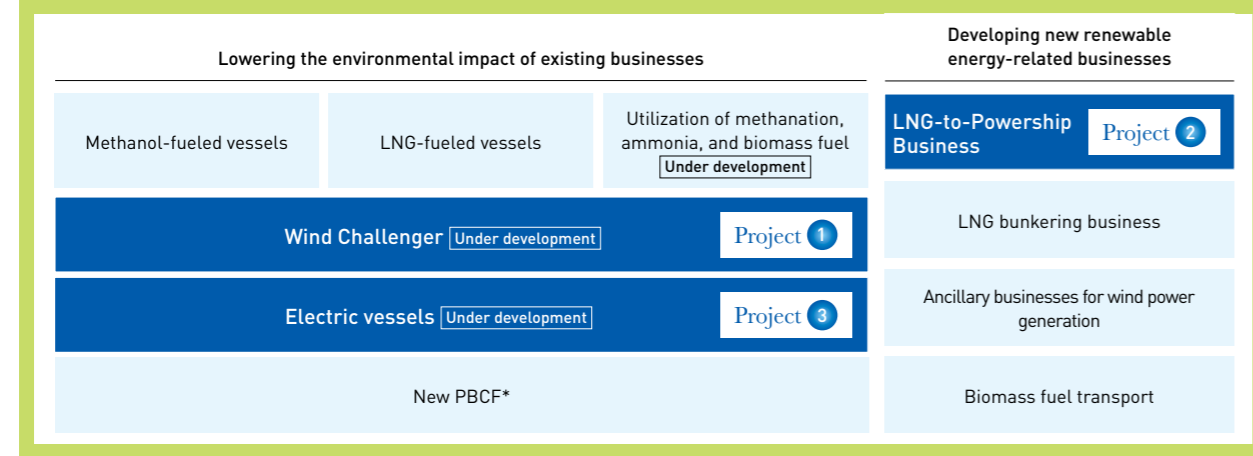 Lowering the environmental impact of existing businesses
Methanol-fueled vessels
LNG-fueled vessels
Utilization of methanation,
ammonia, and biomass fuel
Under development
Wind Challenger Under development Project 1
Electric vessels Under development Project 3
New PBCF*
Developing new renewable
energy-related businesses
LNG-to-Powership
Business
Project 2
LNG bunkering business
Ancillary businesses for wind power
generation
Biomass fuel transport